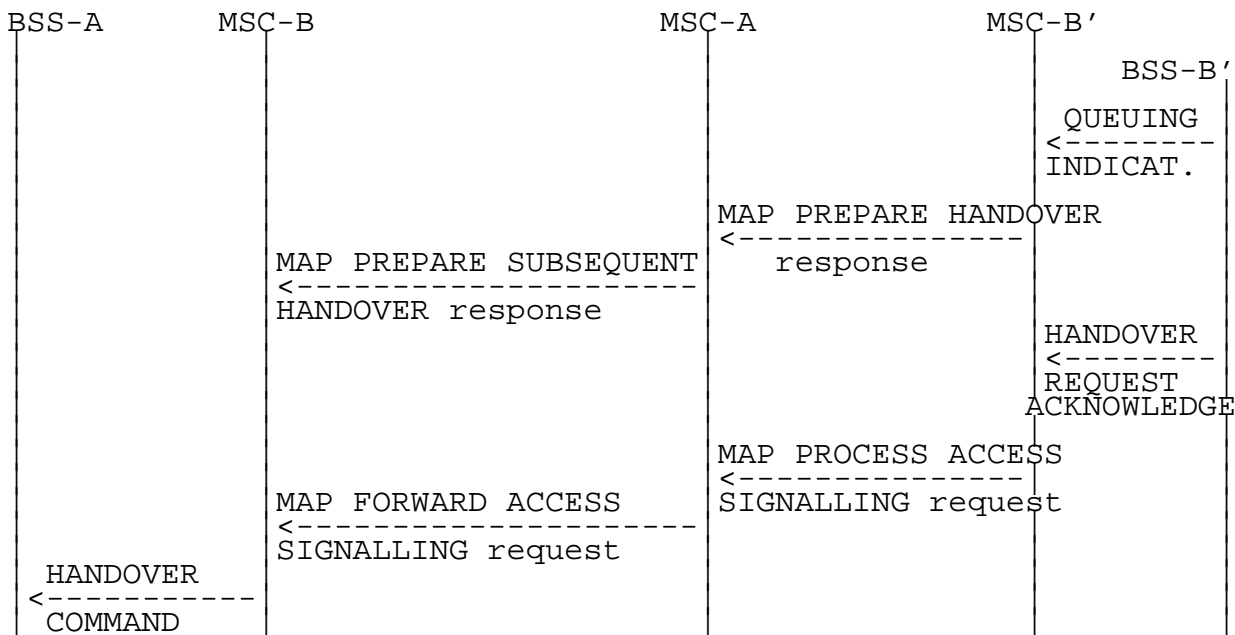 BSS-A MSC-B MSC-A MSC-B'
BSS-B'
QUEUING
INDICAT.
MAP PREPARE HANDOVER
response
MAP PREPARE SUBSEQUENT
HANDOVER response
HANDOVER
REQUEST
ACKNOWLEDGE
MAP PROCESS ACCESS
SIGNALLING request
MAP FORWARD ACCESS
SIGNALLING request
HANDOVER
COMMAND